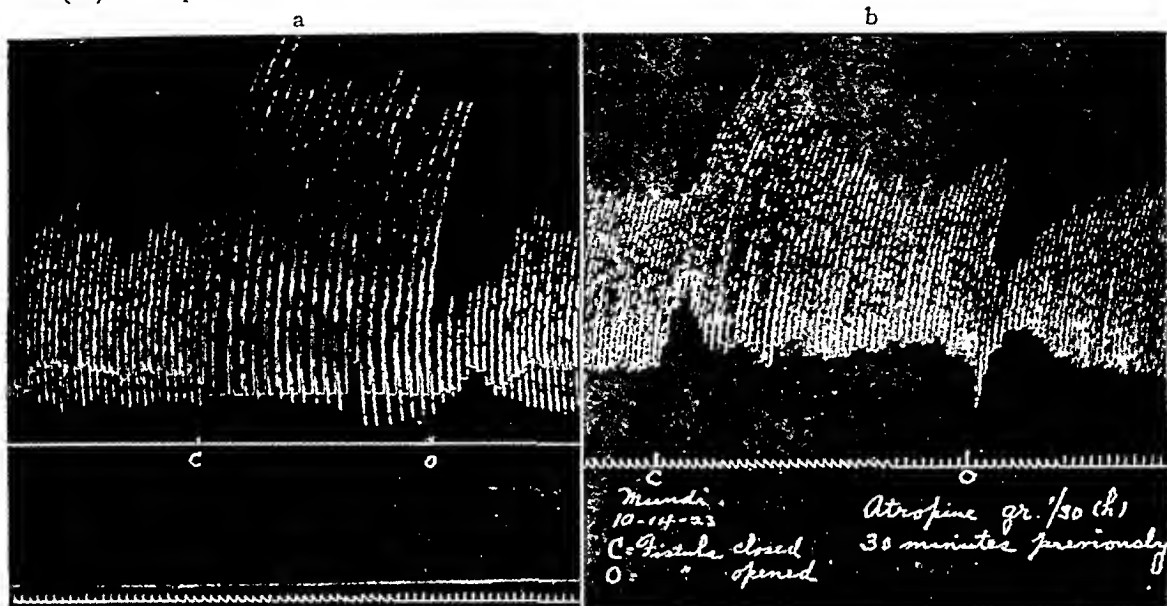 a
b
C
O
C
O
Mundi.
10-14-23
C = Fistula closed
O = " opened
Atropine gr. 1/30 (h)
30 minutes previously